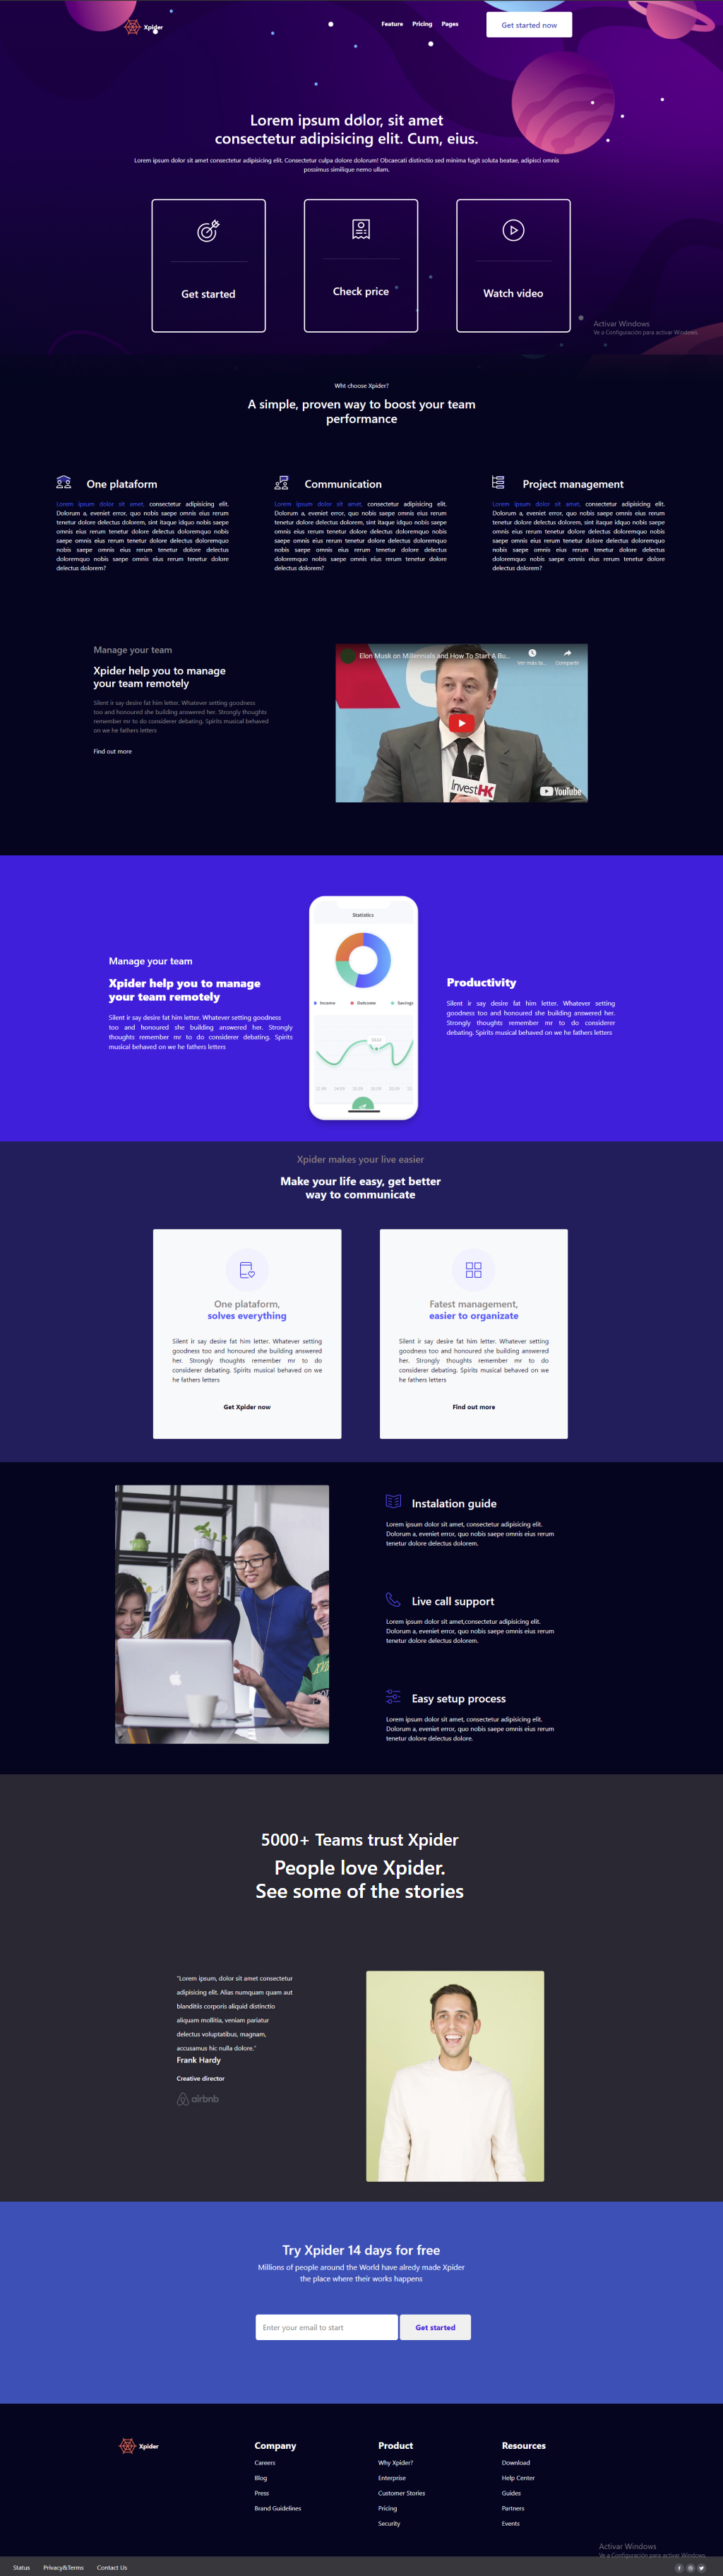 Xpider
Feature Pricing Pages
Get started now
Lorem ipsum dolor, sit amet
consectetur adipisicing elit. Cum, eius.
Lorem ipsum dolor sit amet consectetur adipisicing elit. Consectetur culpa dolore dolorum! Obcaecati distinctio sed minima fugit soluta beatae, adipisci omnis
possimus similique nemo ullam.
Get started
Check price
Watch video
Activar Windows
Ve a Configuración para activar Windows.
Wht choose Xpider?
A simple, proven way to boost your team
performance
One plataform
Lorem ipsum dolor sit amet, consectetur adipisicing elit.
Dolorum a, eveniet error, quo nobis saepe omnis eius rerum
tenetur dolore delectus dolorem, sint itaque idquo nobis saepe
omnis eius rerum tenetur dolore delectus doloremquo nobis
saepe omnis eius rerum tenetur dolore delectus doloremquo
nobis saepe omnis eius rerum tenetur dolore delectus
doloremquo nobis saepe omnis eius rerum tenetur dolore
delectus dolorem?
Communication
Lorem ipsum dolor sit amet, consectetur adipisicing elit.
Dolorum a, eveniet error, quo nobis saepe omnis eius rerum
tenetur dolore delectus dolorem, sint itaque idquo nobis saepe
omnis eius rerum tenetur dolore delectus doloremquo nobis
saepe omnis eius rerum tenetur dolore delectus doloremquo
nobis saepe omnis eius rerum tenetur dolore delectus
doloremquo nobis saepe omnis eius rerum tenetur dolore
delectus dolorem?
Project management
Lorem ipsum dolor sit amet, consectetur adipisicing elit.
Dolorum a, eveniet error, quo nobis saepe omnis eius rerum
tenetur dolore delectus dolorem, sint itaque idquo nobis saepe
omnis eius rerum tenetur dolore delectus doloremquo nobis
saepe omnis eius rerum tenetur dolore delectus doloremquo
nobis saepe omnis eius rerum tenetur dolore delectus
doloremquo nobis saepe omnis eius rerum tenetur dolore
delectus dolorem?
Manage your team
Xpider help you to manage
your team remotely
Silent ir say desire fat him letter. Whatever setting goodness
too and honoured she building answered her. Strongly thoughts
remember mr to do considerer debating. Spirits musical behaved
on we he fathers letters
Find out more
Elon Musk on Millennials and How To Start A Bu...
Ver más ta... Compartir
InvestHK
YouTube
Manage your team
Xpider help you to manage
your team remotely
Silent ir say desire fat him letter. Whatever setting goodness
too and honoured she building answered her. Strongly
thoughts remember mr to do considerer debating. Spirits
musical behaved on we he fathers letters
Statistics
Income Outcome Savings
Productivity
Silent ir say desire fat him letter. Whatever setting
goodness too and honoured she building answered her.
Strongly thoughts remember mr to do considerer
debating. Spirits musical behaved on we he fathers letters
Xpider makes your live easier
Make your life easy, get better
way to communicate
One plataform,
solves everything
Silent ir say desire fat him letter. Whatever setting
goodness too and honoured she building answered
her. Strongly thoughts remember mr to do
considerer debating. Spirits musical behaved on we
he fathers letters
Get Xpider now
Fatest management,
easier to organizate
Silent ir say desire fat him letter. Whatever setting
goodness too and honoured she building answered
her. Strongly thoughts remember mr to do
considerer debating. Spirits musical behaved on we
he fathers letters
Find out more
Instalation guide
Lorem ipsum dolor sit amet, consectetur adipisicing elit.
Dolorum a, eveniet error, quo nobis saepe omnis eius rerum
tenetur dolore delectus dolorem.
Live call support
Lorem ipsum dolor sit amet,consectetur adipisicing elit.
Dolorum a, eveniet error, quo nobis saepe omnis eius rerum
tenetur dolore delectus dolorem.
Easy setup process
Lorem ipsum dolor sit amet, consectetur adipisicing elit.
Dolorum a, eveniet error, quo nobis saepe omnis eius rerum
tenetur dolore delectus dolore.
5000+ Teams trust Xpider
People love Xpider.
See some of the stories
"Lorem ipsum, dolor sit amet consectetur
adipisicing elit. Alias numquam quam aut
blanditiis corporis aliquid distinctio
aliquam mollitia, veniam pariatur
delectus voluptatibus, magnam,
accusamus hic nulla dolore."
Frank Hardy
Creative director
airbnb
Try Xpider 14 days for free
Millions of people around the World have alredy made Xpider
the place where their works happens
Enter your email to start
Get started
Xpider
Company
Careers
Blog
Press
Brand Guidelines
Product
Why Xpider?
Enterprise
Customer Stories
Pricing
Security
Resources
Download
Help Center
Guides
Partners
Events
Activar Windows
Ve a Configuración para activar Windows.
Status Privacy&Terms Contact Us